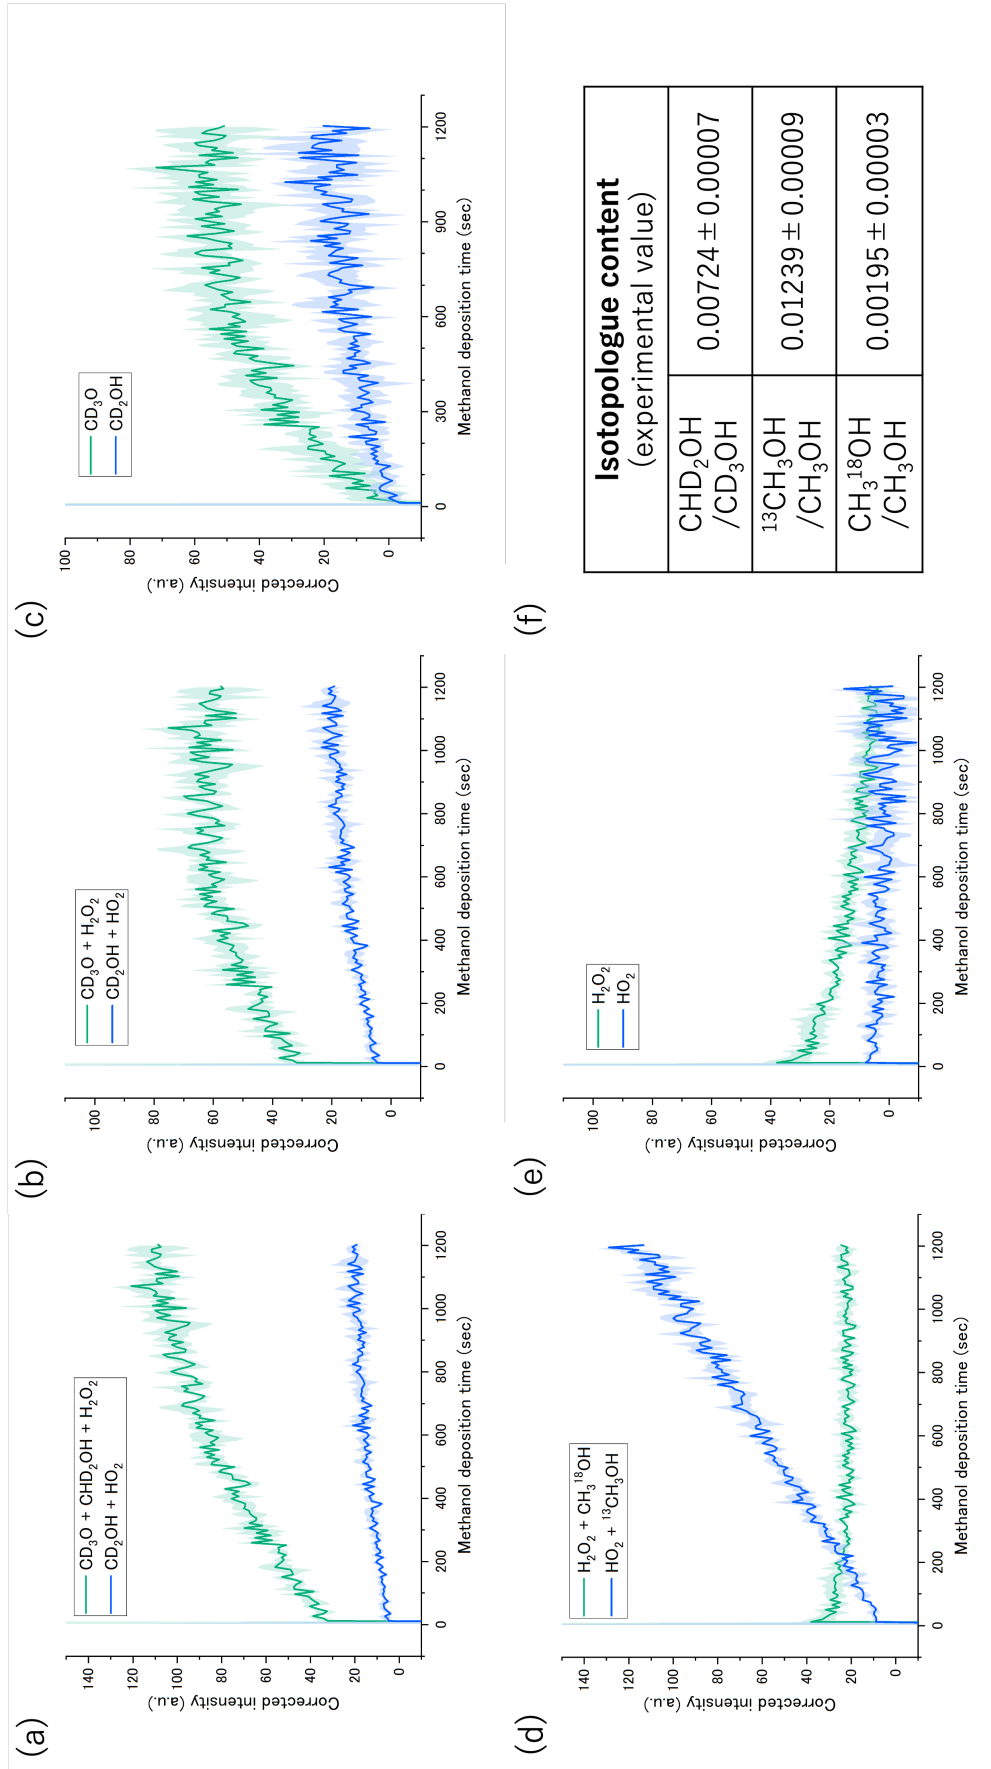 (a)
CD3O + CHD2OH + H2O2
CD2OH + HO2
Corrected intensity (a.u.)
140
120
100
80
60
40
20
0
0 200 400 600 800 1000 1200
Methanol deposition time (sec)
(b)
CD3O + H2O2
CD2OH + HO2
Corrected intensity (a.u.)
100
80
60
40
20
0
0 200 400 600 800 1000 1200
Methanol deposition time (sec)
(c)
CD3O
CD2OH
Corrected intensity (a.u.)
100
80
60
40
20
0
0 300 600 900 1200
Methanol deposition time (sec)
(d)
H2O2 + CH318OH
HO2 + 13CH3OH
Corrected intensity (a.u.)
140
120
100
80
60
40
20
0
0 200 400 600 800 1000 1200
Methanol deposition time (sec)
(e)
H2O2
HO2
Corrected intensity (a.u.)
100
80
60
40
20
0
0 200 400 600 800 1000 1200
Methanol deposition time (sec)
(f)
Isotopologue content
(experimental value)
CHD2OH
/CD3OH
0.00724 ± 0.00007
13CH3OH
/CH3OH
0.01239 ± 0.00009
CH318OH
/CH3OH
0.00195 ± 0.00003